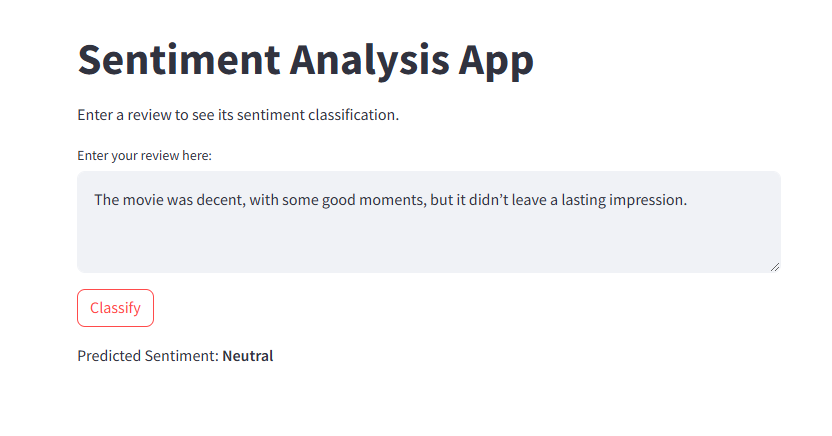 Sentiment Analysis App
Enter a review to see its sentiment classification.
Enter your review here:
The movie was decent, with some good moments, but it didn’t leave a lasting impression.
Classify
Predicted Sentiment: Neutral